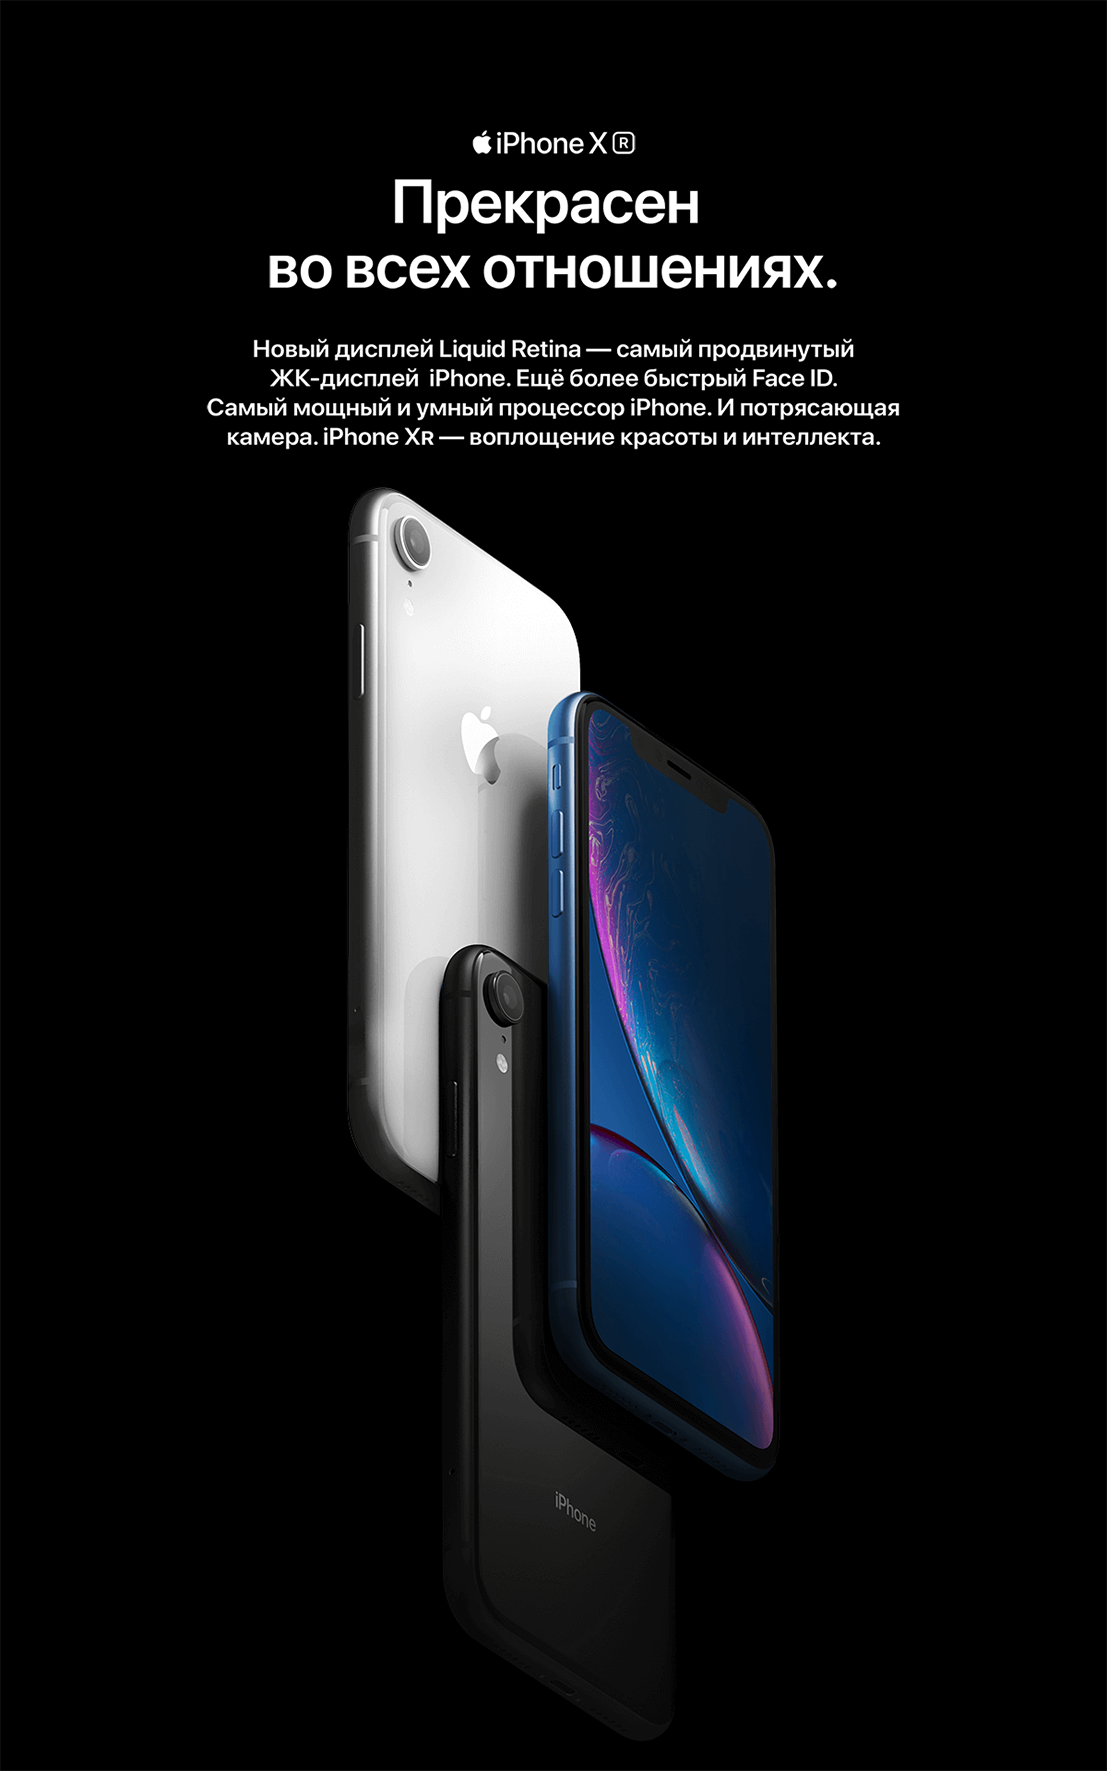 iPhone XR
Прекрасен
во всех отношениях.
Новый дисплей Liquid Retina — самый продвинутый
ЖК-дисплей iPhone. Ещё более быстрый Face ID.
Самый мощный и умный процессор iPhone. И потрясающая
камера. iPhone XR — воплощение красоты и интеллекта.
iPhone